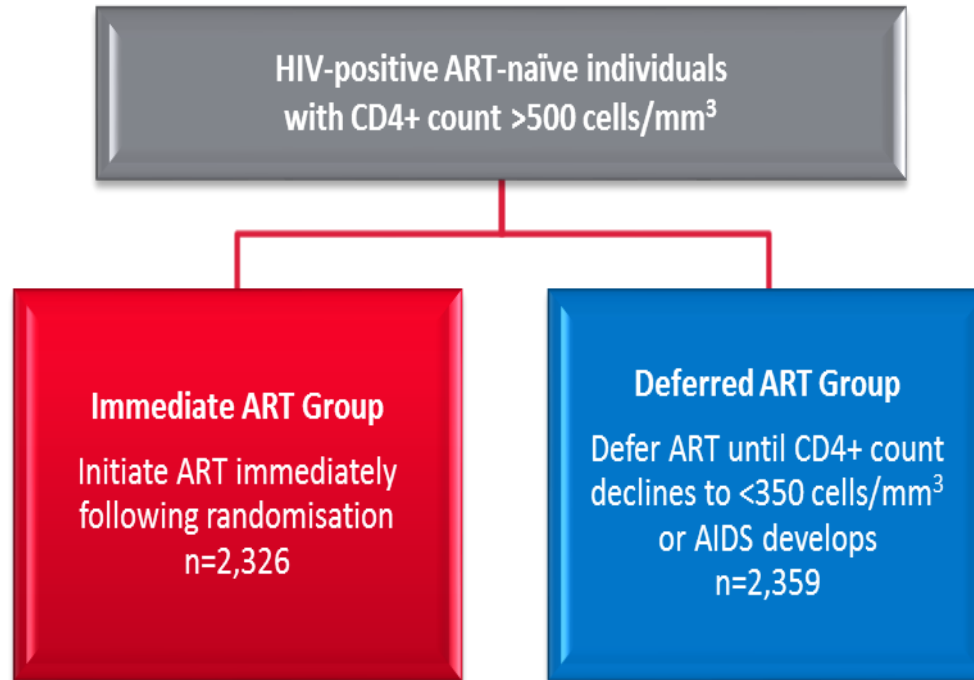 HIV-positive ART-naïve individuals
with CD4+ count >500 cells/mm³
Immediate ART Group
Initiate ART immediately
following randomisation
n=2,326
Deferred ART Group
Defer ART until CD4+ count
declines to <350 cells/mm³
or AIDS develops
n=2,359